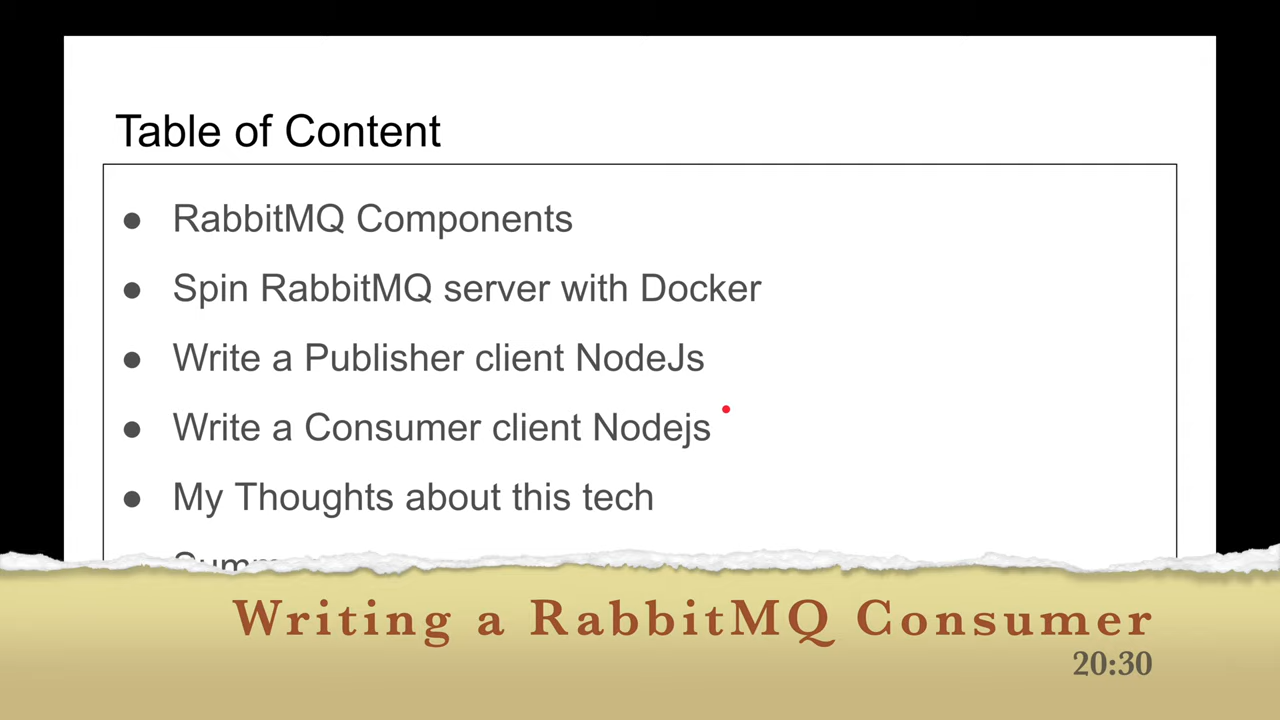 Table of Content
● RabbitMQ Components
● Spin RabbitMQ server with Docker
● Write a Publisher client NodeJs
● Write a Consumer client Nodejs
● My Thoughts about this tech
Writing a RabbitMQ Consumer
20:30